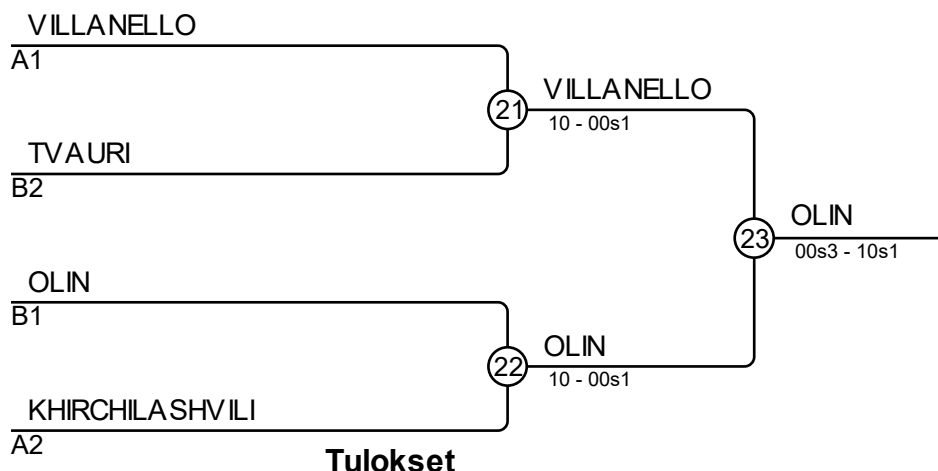 VILLANELLO
A1
21
VILLANELLO
10 - 00s1
TVAURI
B2
23
OLIN
00s3 - 10s1
OLIN
B1
22
OLIN
10 - 00s1
KHIRCHILASHVILI
A2
Tulokset